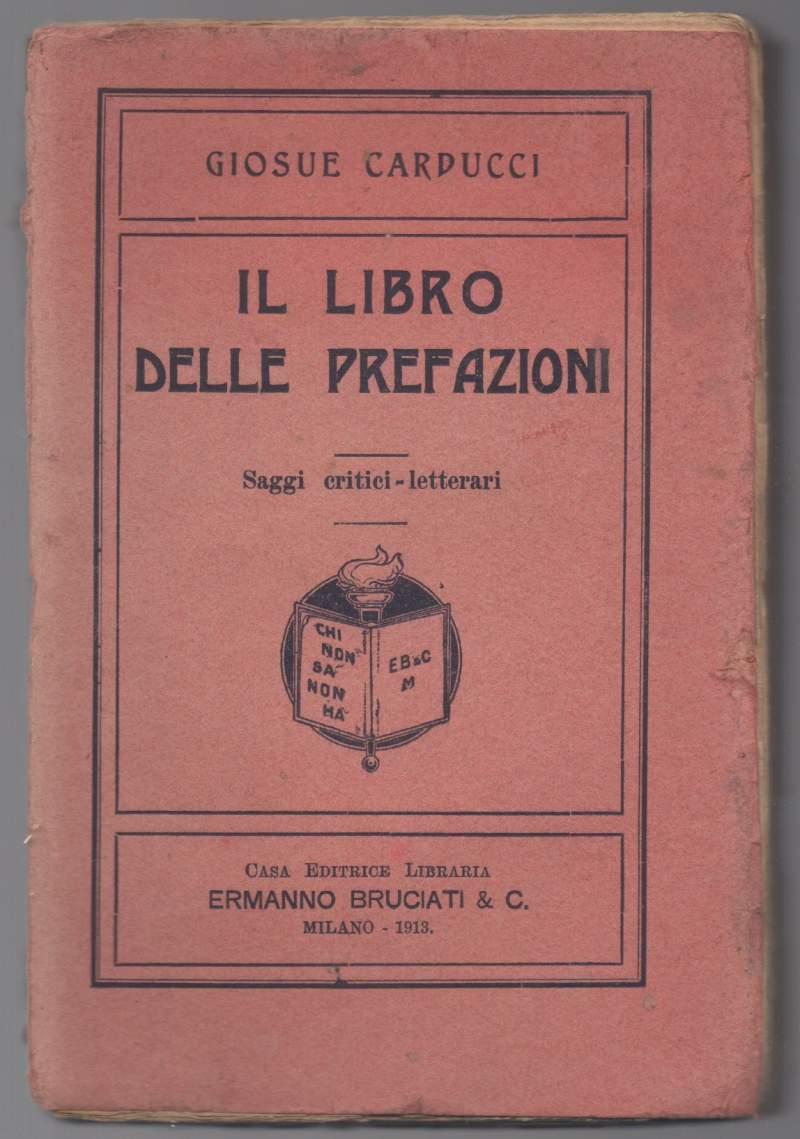 GIOSUE CARDUCCI
IL LIBRO
DELLE PREFAZIONI
Saggi critici-letterari
CHI
NON
SA
NON
HA
EB&C
M
CASA EDITRICE LIBRARIA
ERMANNO BRUCIATI & C.
MILANO - 1913.